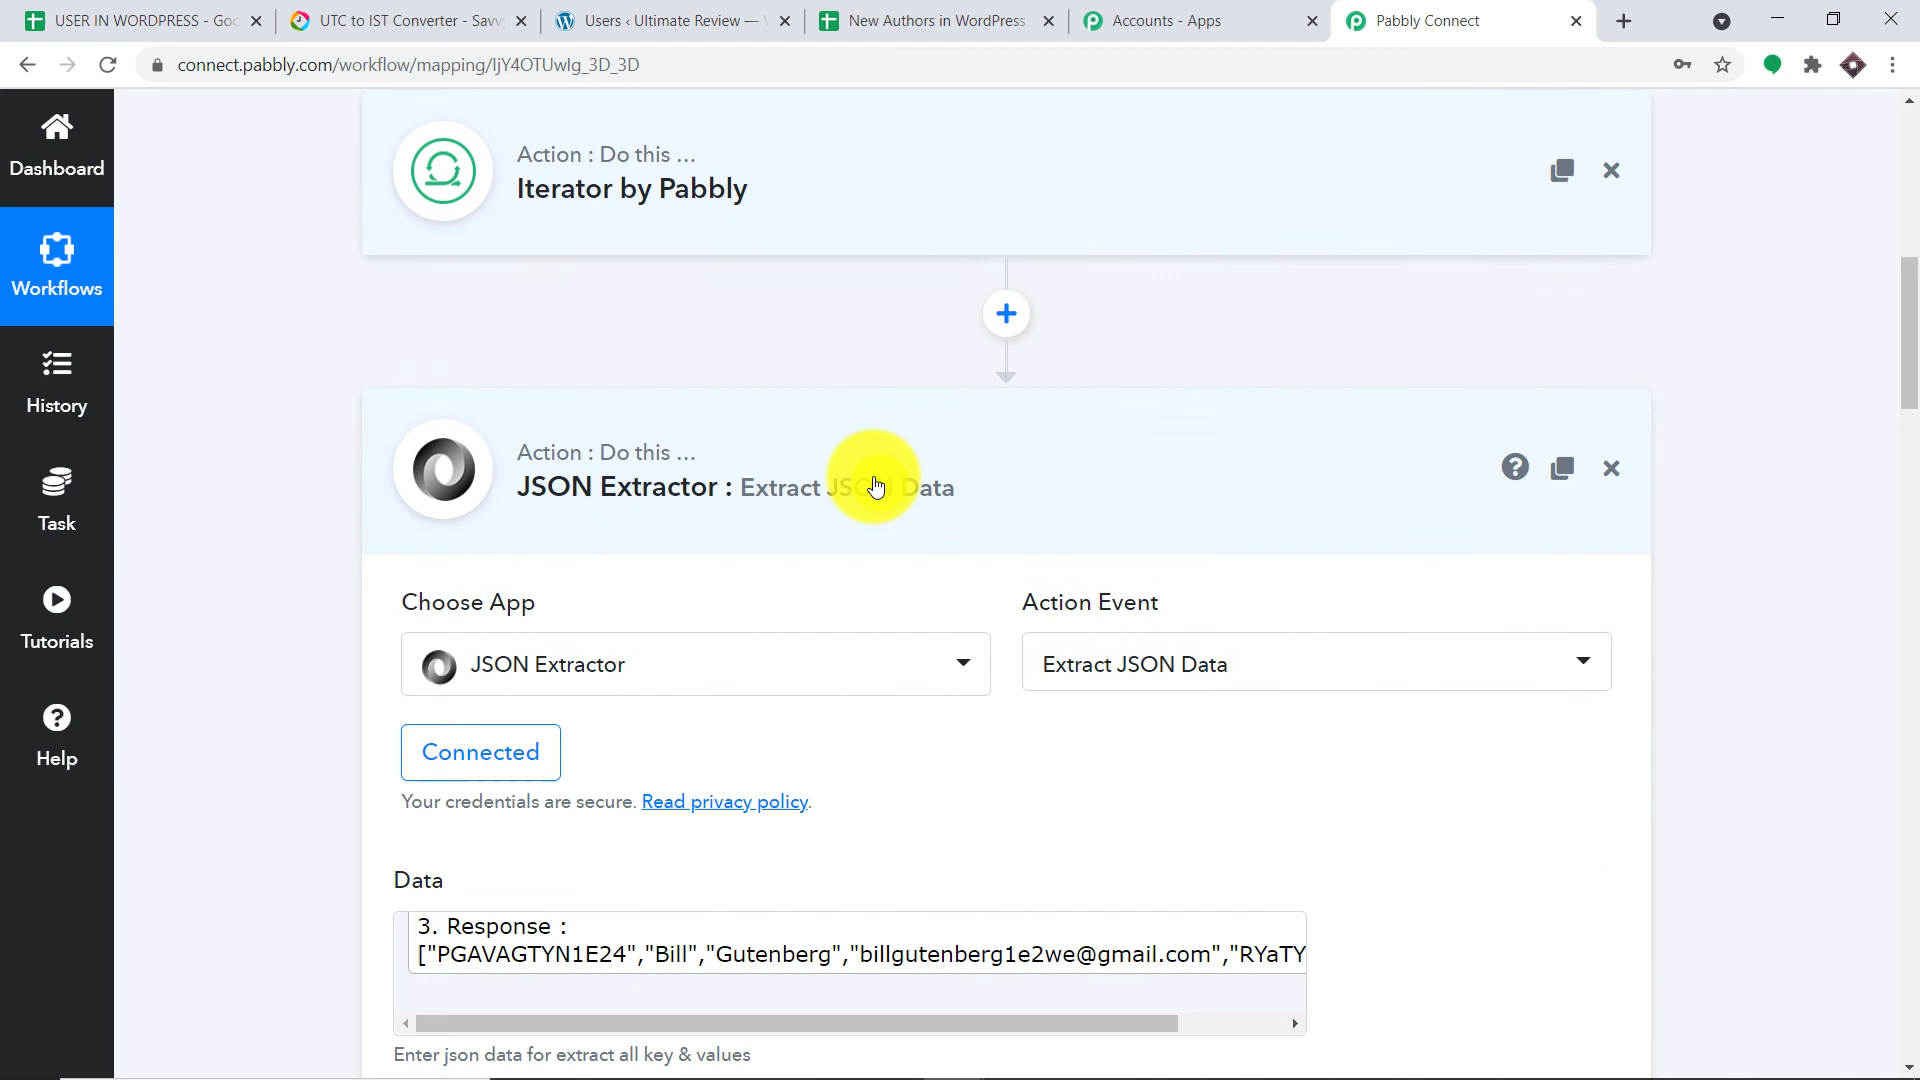 USER IN WORDPRESS - Goo
UTC to IST Converter - Savvy
Users ‹ Ultimate Review —
New Authors in WordPress
Accounts - Apps
Pabbly Connect
connect.pabbly.com/workflow/mapping/IjY4OTUwIg_3D_3D
Dashboard
Workflows
History
Task
Tutorials
Help
Action : Do this ...
Iterator by Pabbly
Action : Do this ...
JSON Extractor : Extract JSON Data
Choose App
Action Event
JSON Extractor
Extract JSON Data
Connected
Your credentials are secure. Read privacy policy.
Data
3. Response :
["PGAVAGTYN1E24","Bill","Gutenberg","billgutenberg1e2we@gmail.com","RYaTY
Enter json data for extract all key & values